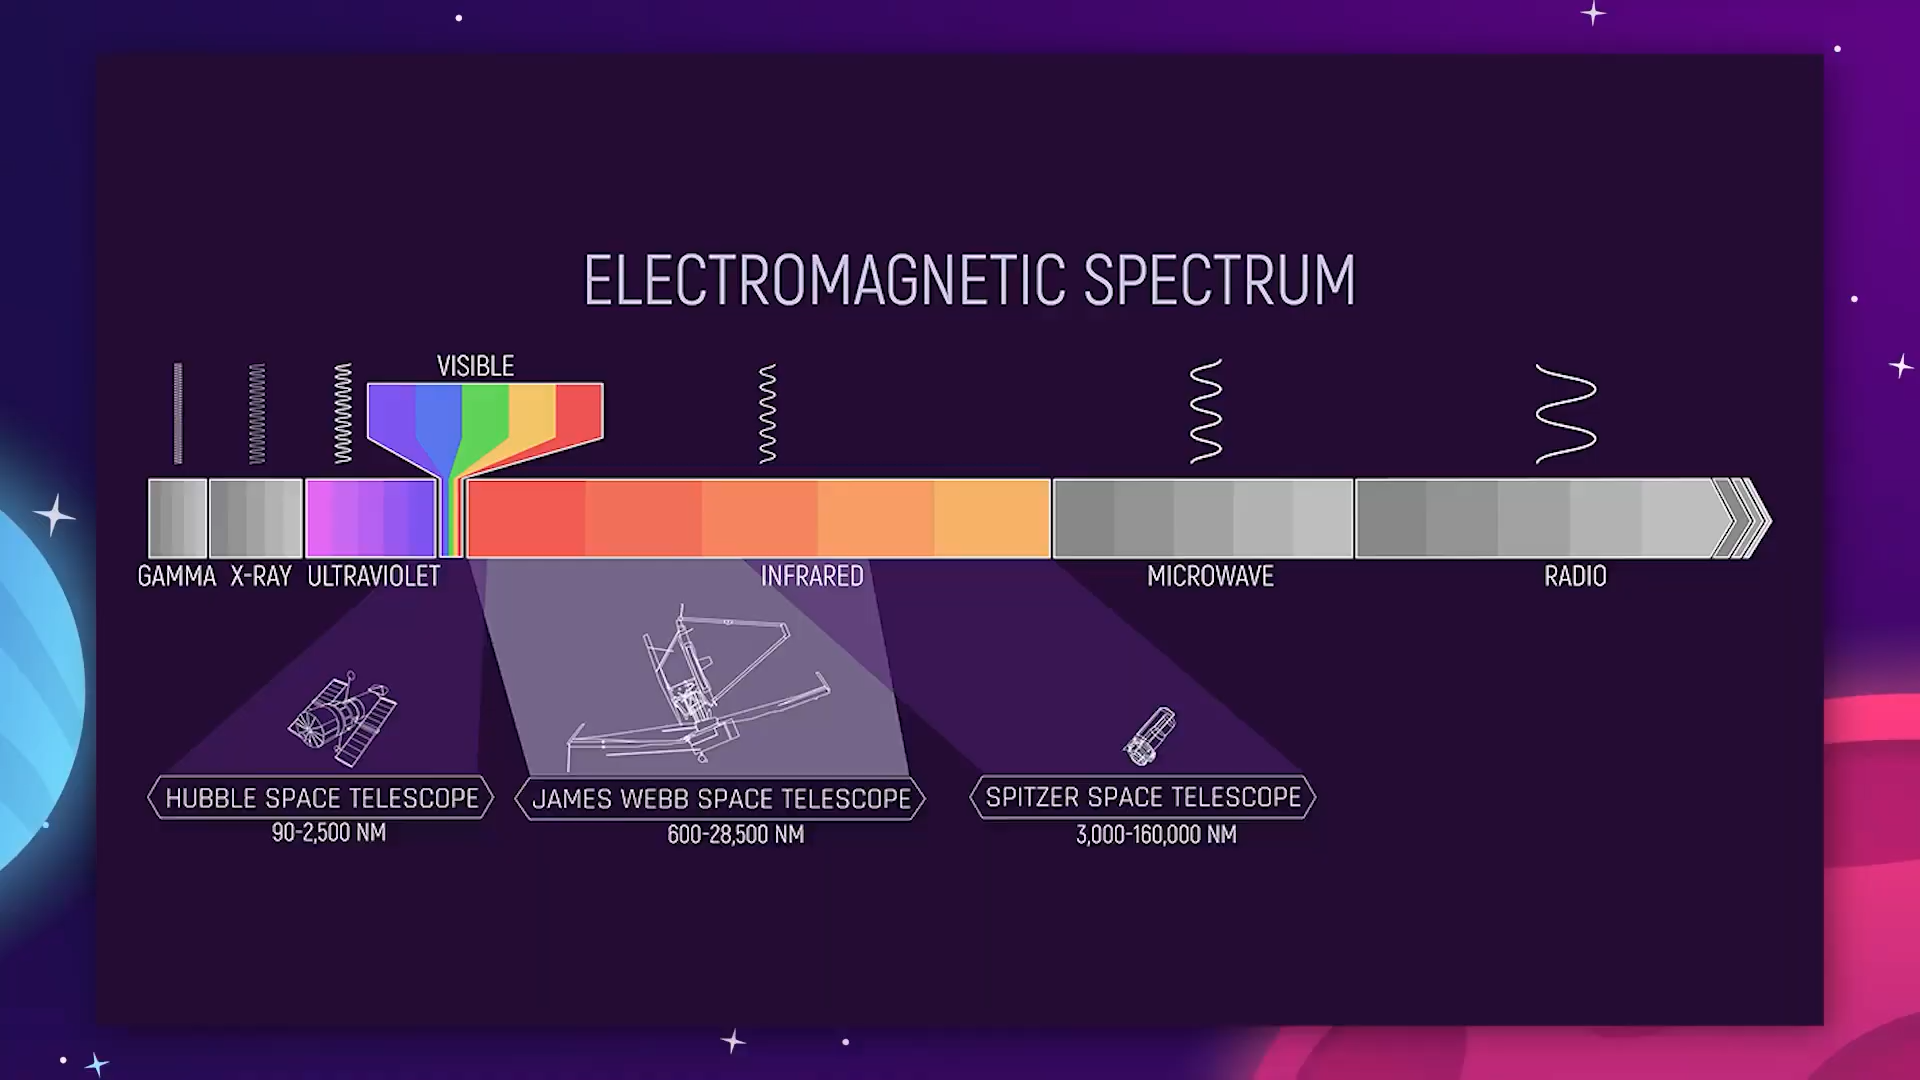 ELECTROMAGNETIC SPECTRUM
VISIBLE
GAMMA X-RAY ULTRAVIOLET INFRARED MICROWAVE RADIO
HUBBLE SPACE TELESCOPE
90-2,500 NM
JAMES WEBB SPACE TELESCOPE
600-28,500 NM
SPITZER SPACE TELESCOPE
3,000-160,000 NM